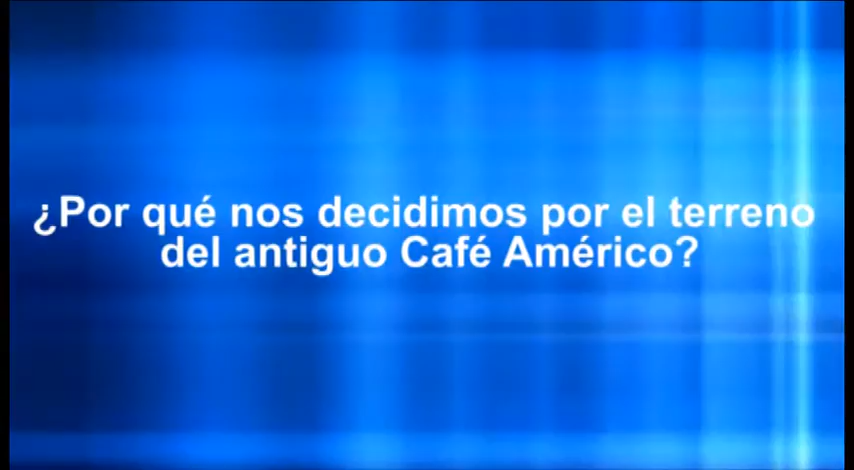 ¿Por qué nos decidimos por el terreno
del antiguo Café Américo?